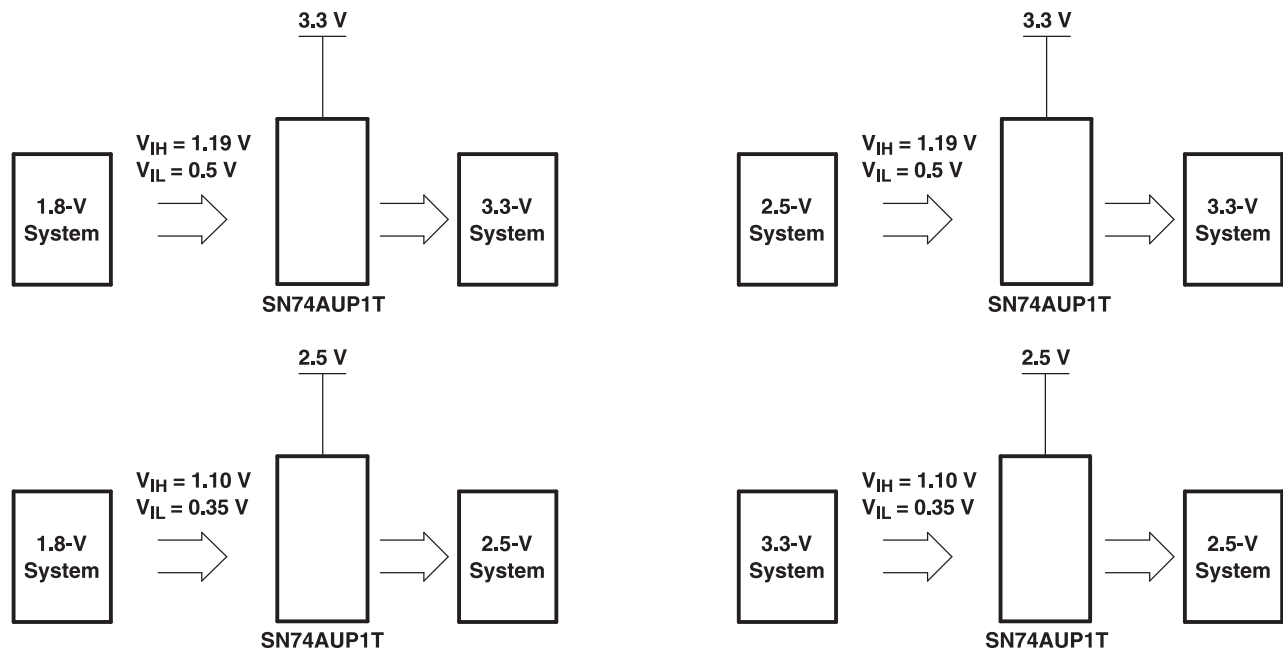 3.3 V
V_IH = 1.19 V
V_IL = 0.5 V
1.8-V
System
3.3-V
System
SN74AUP1T
3.3 V
V_IH = 1.19 V
V_IL = 0.5 V
2.5-V
System
3.3-V
System
SN74AUP1T
2.5 V
V_IH = 1.10 V
V_IL = 0.35 V
1.8-V
System
2.5-V
System
SN74AUP1T
2.5 V
V_IH = 1.10 V
V_IL = 0.35 V
3.3-V
System
2.5-V
System
SN74AUP1T